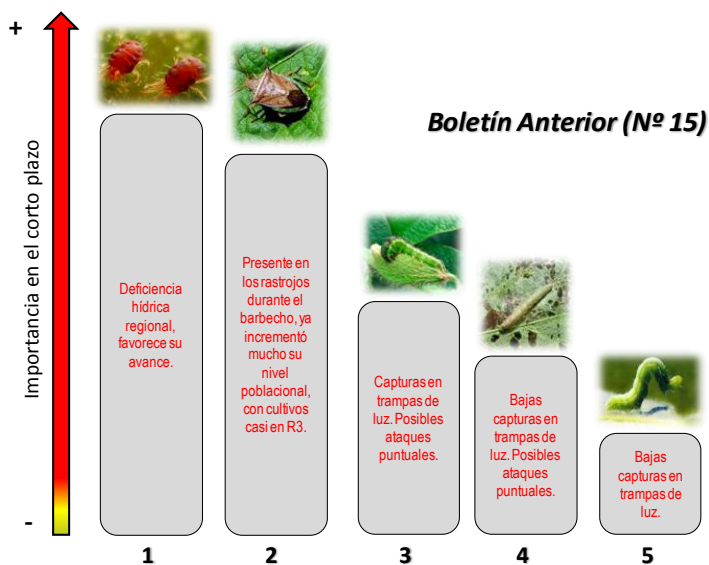 +
Importancia en el corto plazo
-
Boletín Anterior (Nº 15)
Deficiencia
hídrica
regional,
favorece su
avance.
Presente en
los rastrojos
durante el
barbecho, ya
incrementó
mucho su
nivel
poblacional,
con cultivos
casi en R3.
Capturas en
trampas de
luz. Posibles
ataques
puntuales.
Bajas
capturas en
trampas de
luz. Posibles
ataques
puntuales.
Bajas
capturas en
trampas de
luz.
1
2
3
4
5